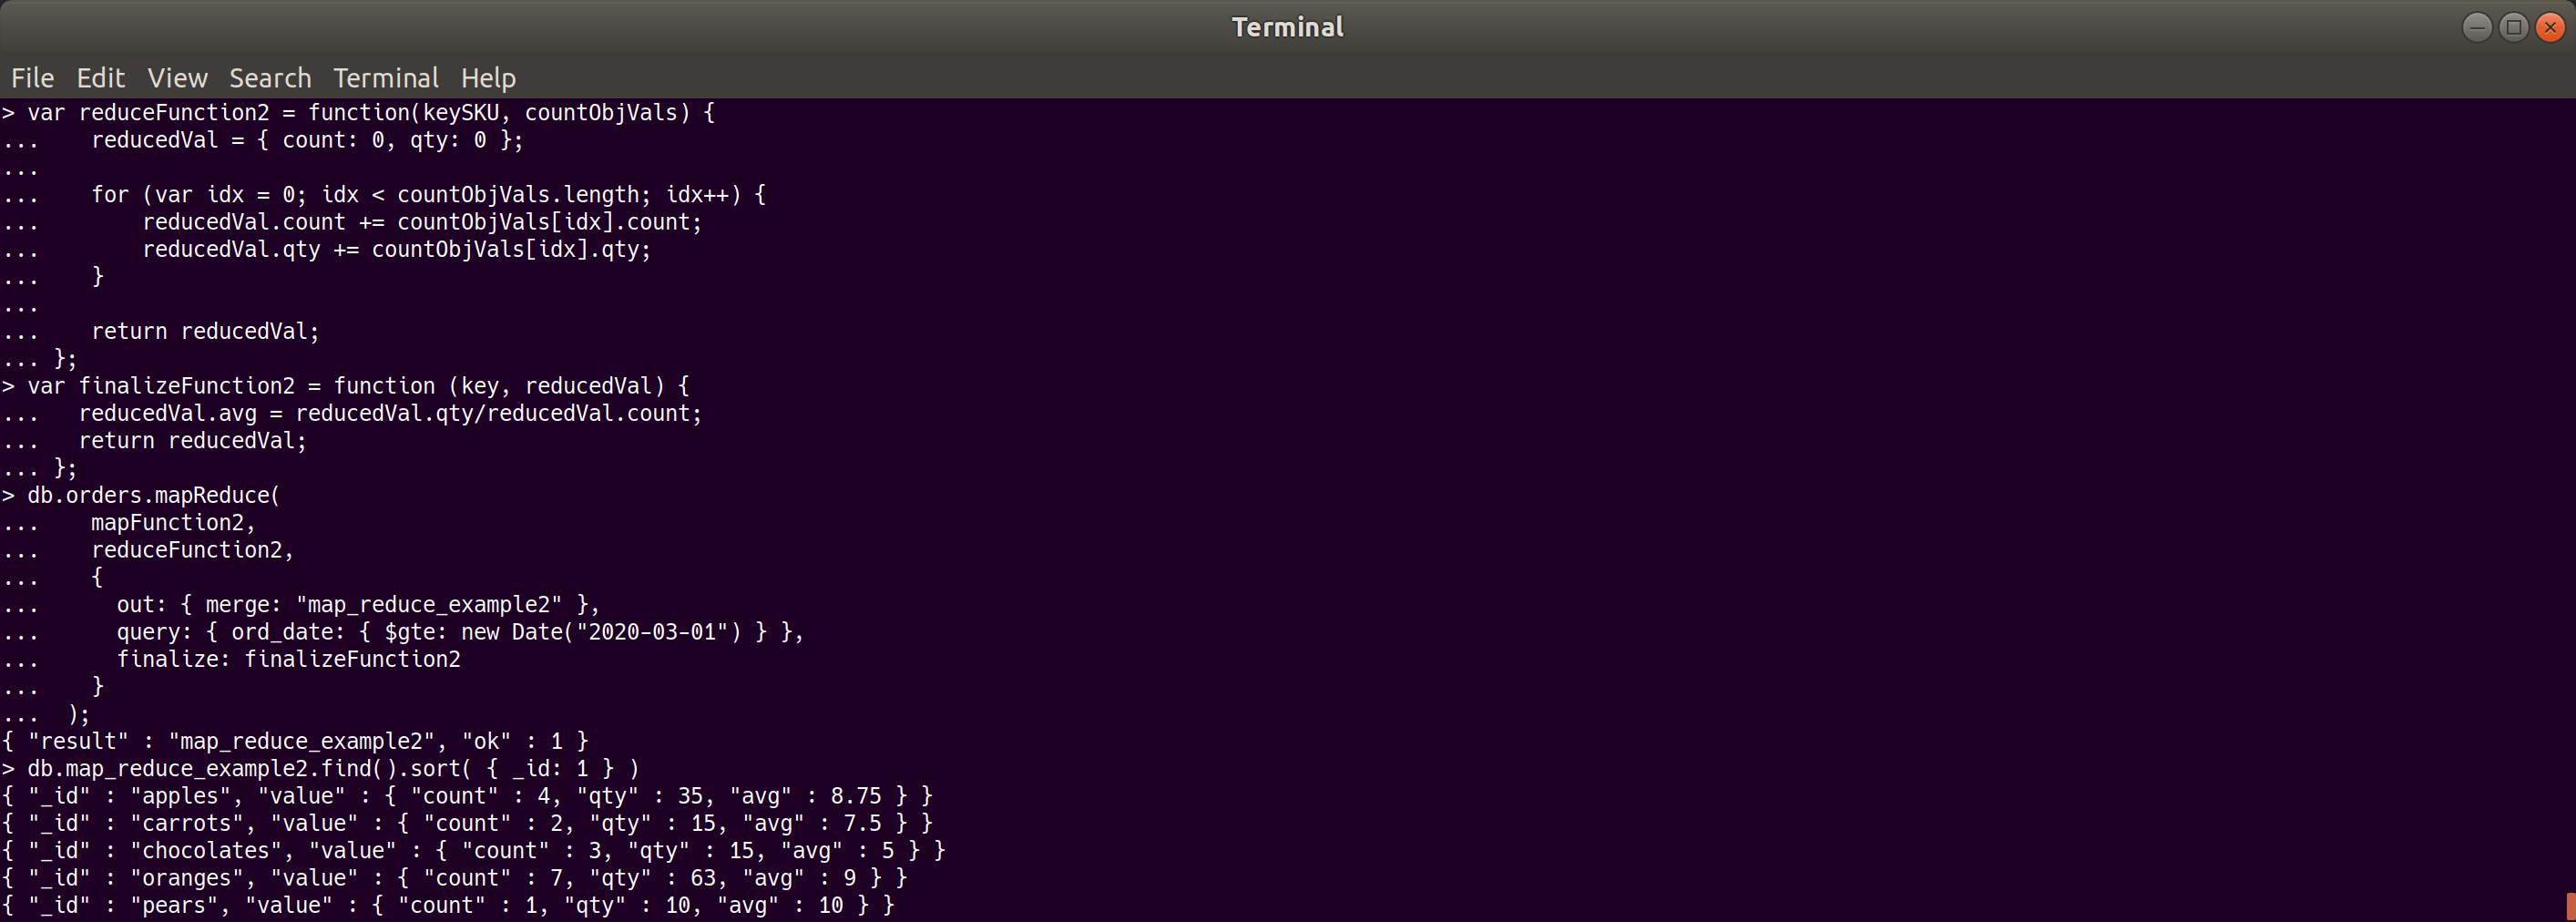 Terminal
File Edit View Search Terminal Help
> var reduceFunction2 = function(keySKU, countObjVals) {
...    reducedVal = { count: 0, qty: 0 };
...
...    for (var idx = 0; idx < countObjVals.length; idx++) {
...        reducedVal.count += countObjVals[idx].count;
...        reducedVal.qty += countObjVals[idx].qty;
...    }
...
...    return reducedVal;
... };
> var finalizeFunction2 = function (key, reducedVal) {
...   reducedVal.avg = reducedVal.qty/reducedVal.count;
...   return reducedVal;
... };
> db.orders.mapReduce(
...    mapFunction2,
...    reduceFunction2,
...    {
...      out: { merge: "map_reduce_example2" },
...      query: { ord_date: { $gte: new Date("2020-03-01") } },
...      finalize: finalizeFunction2
...    }
...  );
{ "result" : "map_reduce_example2", "ok" : 1 }
> db.map_reduce_example2.find().sort( { _id: 1 } )
{ "_id" : "apples", "value" : { "count" : 4, "qty" : 35, "avg" : 8.75 } }
{ "_id" : "carrots", "value" : { "count" : 2, "qty" : 15, "avg" : 7.5 } }
{ "_id" : "chocolates", "value" : { "count" : 3, "qty" : 15, "avg" : 5 } }
{ "_id" : "oranges", "value" : { "count" : 7, "qty" : 63, "avg" : 9 } }
{ "_id" : "pears", "value" : { "count" : 1, "qty" : 10, "avg" : 10 } }